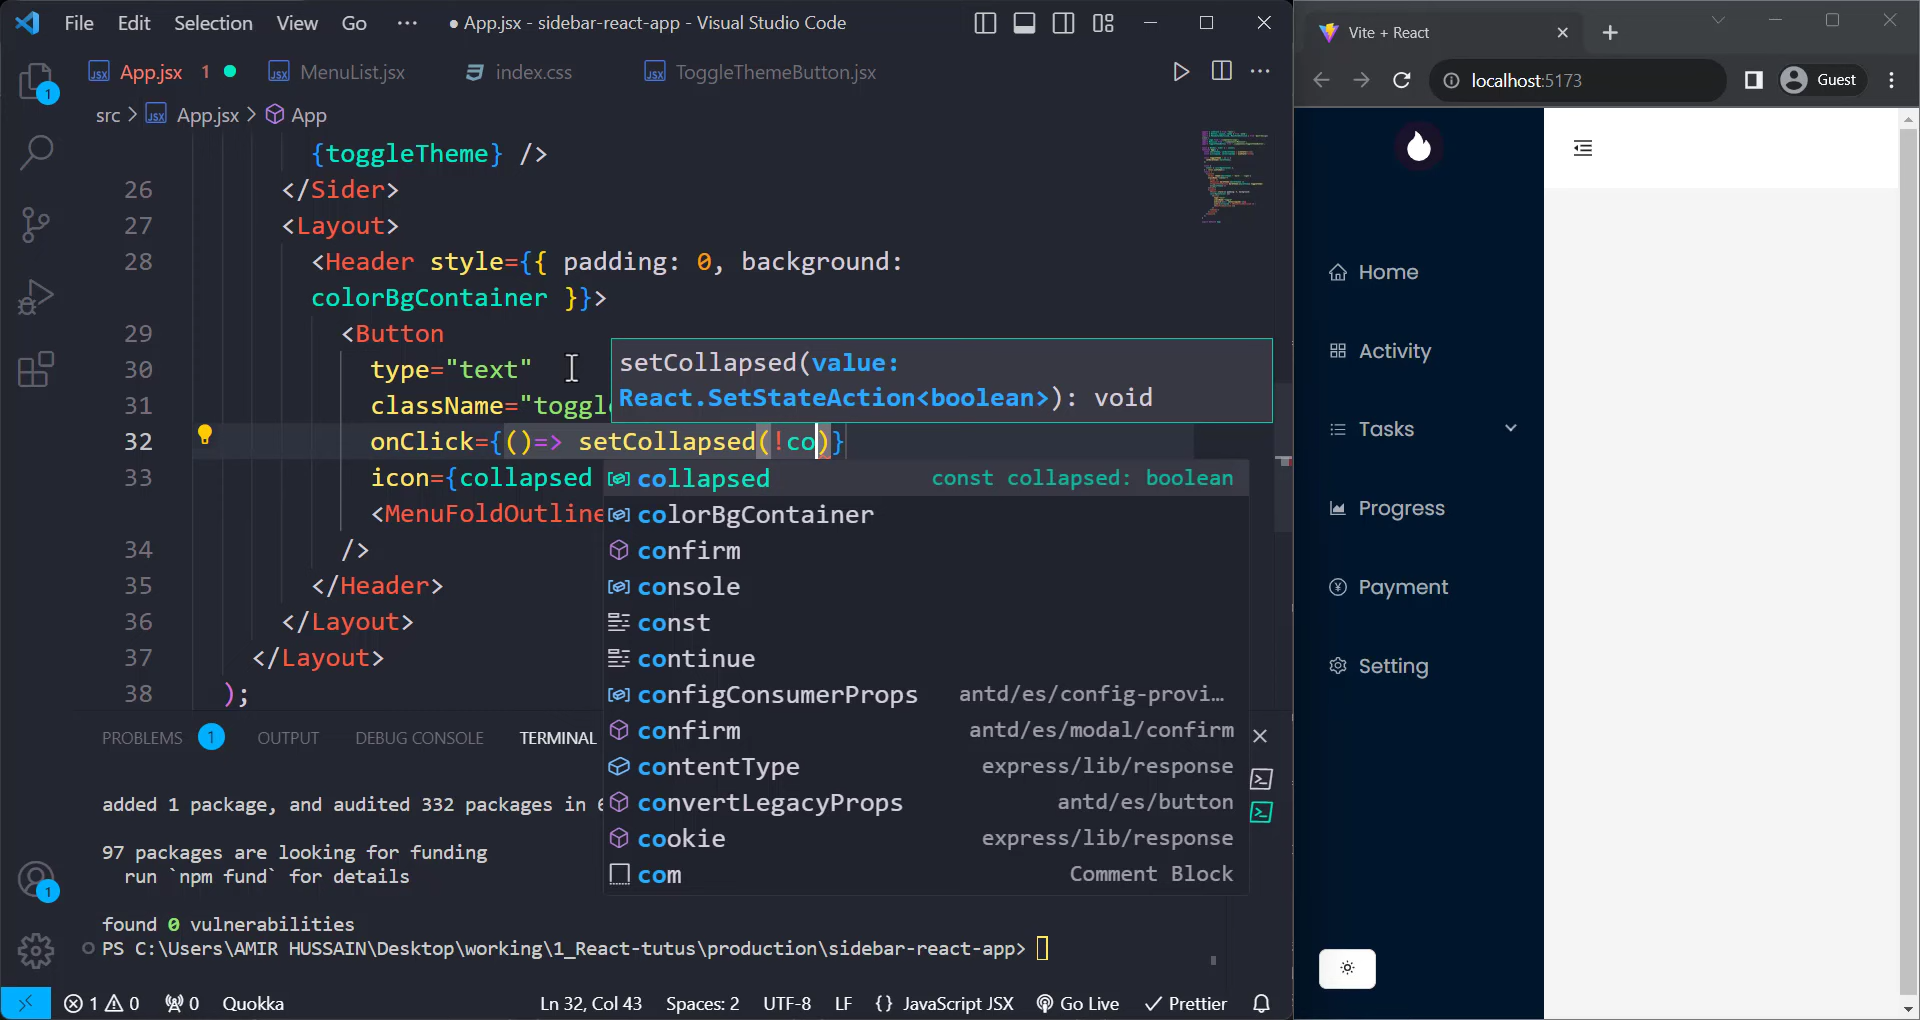 File Edit Selection View Go ··· ● App.jsx - sidebar-react-app - Visual Studio Code
App.jsx 1 MenuList.jsx index.css ToggleThemeButton.jsx
src > App.jsx > App
{toggleTheme} />
26 </Sider>
27 <Layout>
28 <Header style={{ padding: 0, background:
colorBgContainer }}>
29 <Button
30 type="text"
31 className="toggl
32 onClick={()=> setCollapsed(!co)}
33 icon={collapsed
<MenuFoldOutline
34 />
35 </Header>
36 </Layout>
37 </Layout>
38 );
setCollapsed(value:
React.SetStateAction<boolean>): void
collapsed const collapsed: boolean
colorBgContainer
confirm
console
const
continue
configConsumerProps antd/es/config-provi…
confirm antd/es/modal/confirm
contentType express/lib/response
convertLegacyProps antd/es/button
cookie express/lib/response
com Comment Block
PROBLEMS 1 OUTPUT DEBUG CONSOLE TERMINAL
added 1 package, and audited 332 packages in
97 packages are looking for funding
run `npm fund` for details
found 0 vulnerabilities
PS C:\Users\AMIR HUSSAIN\Desktop\working\1_React-tutus\production\sidebar-react-app>
1
1
1 0 0 Quokka Ln 32, Col 43 Spaces: 2 UTF-8 LF {} JavaScript JSX Go Live Prettier
Vite + React
localhost:5173 Guest
Home
Activity
Tasks
Progress
Payment
Setting